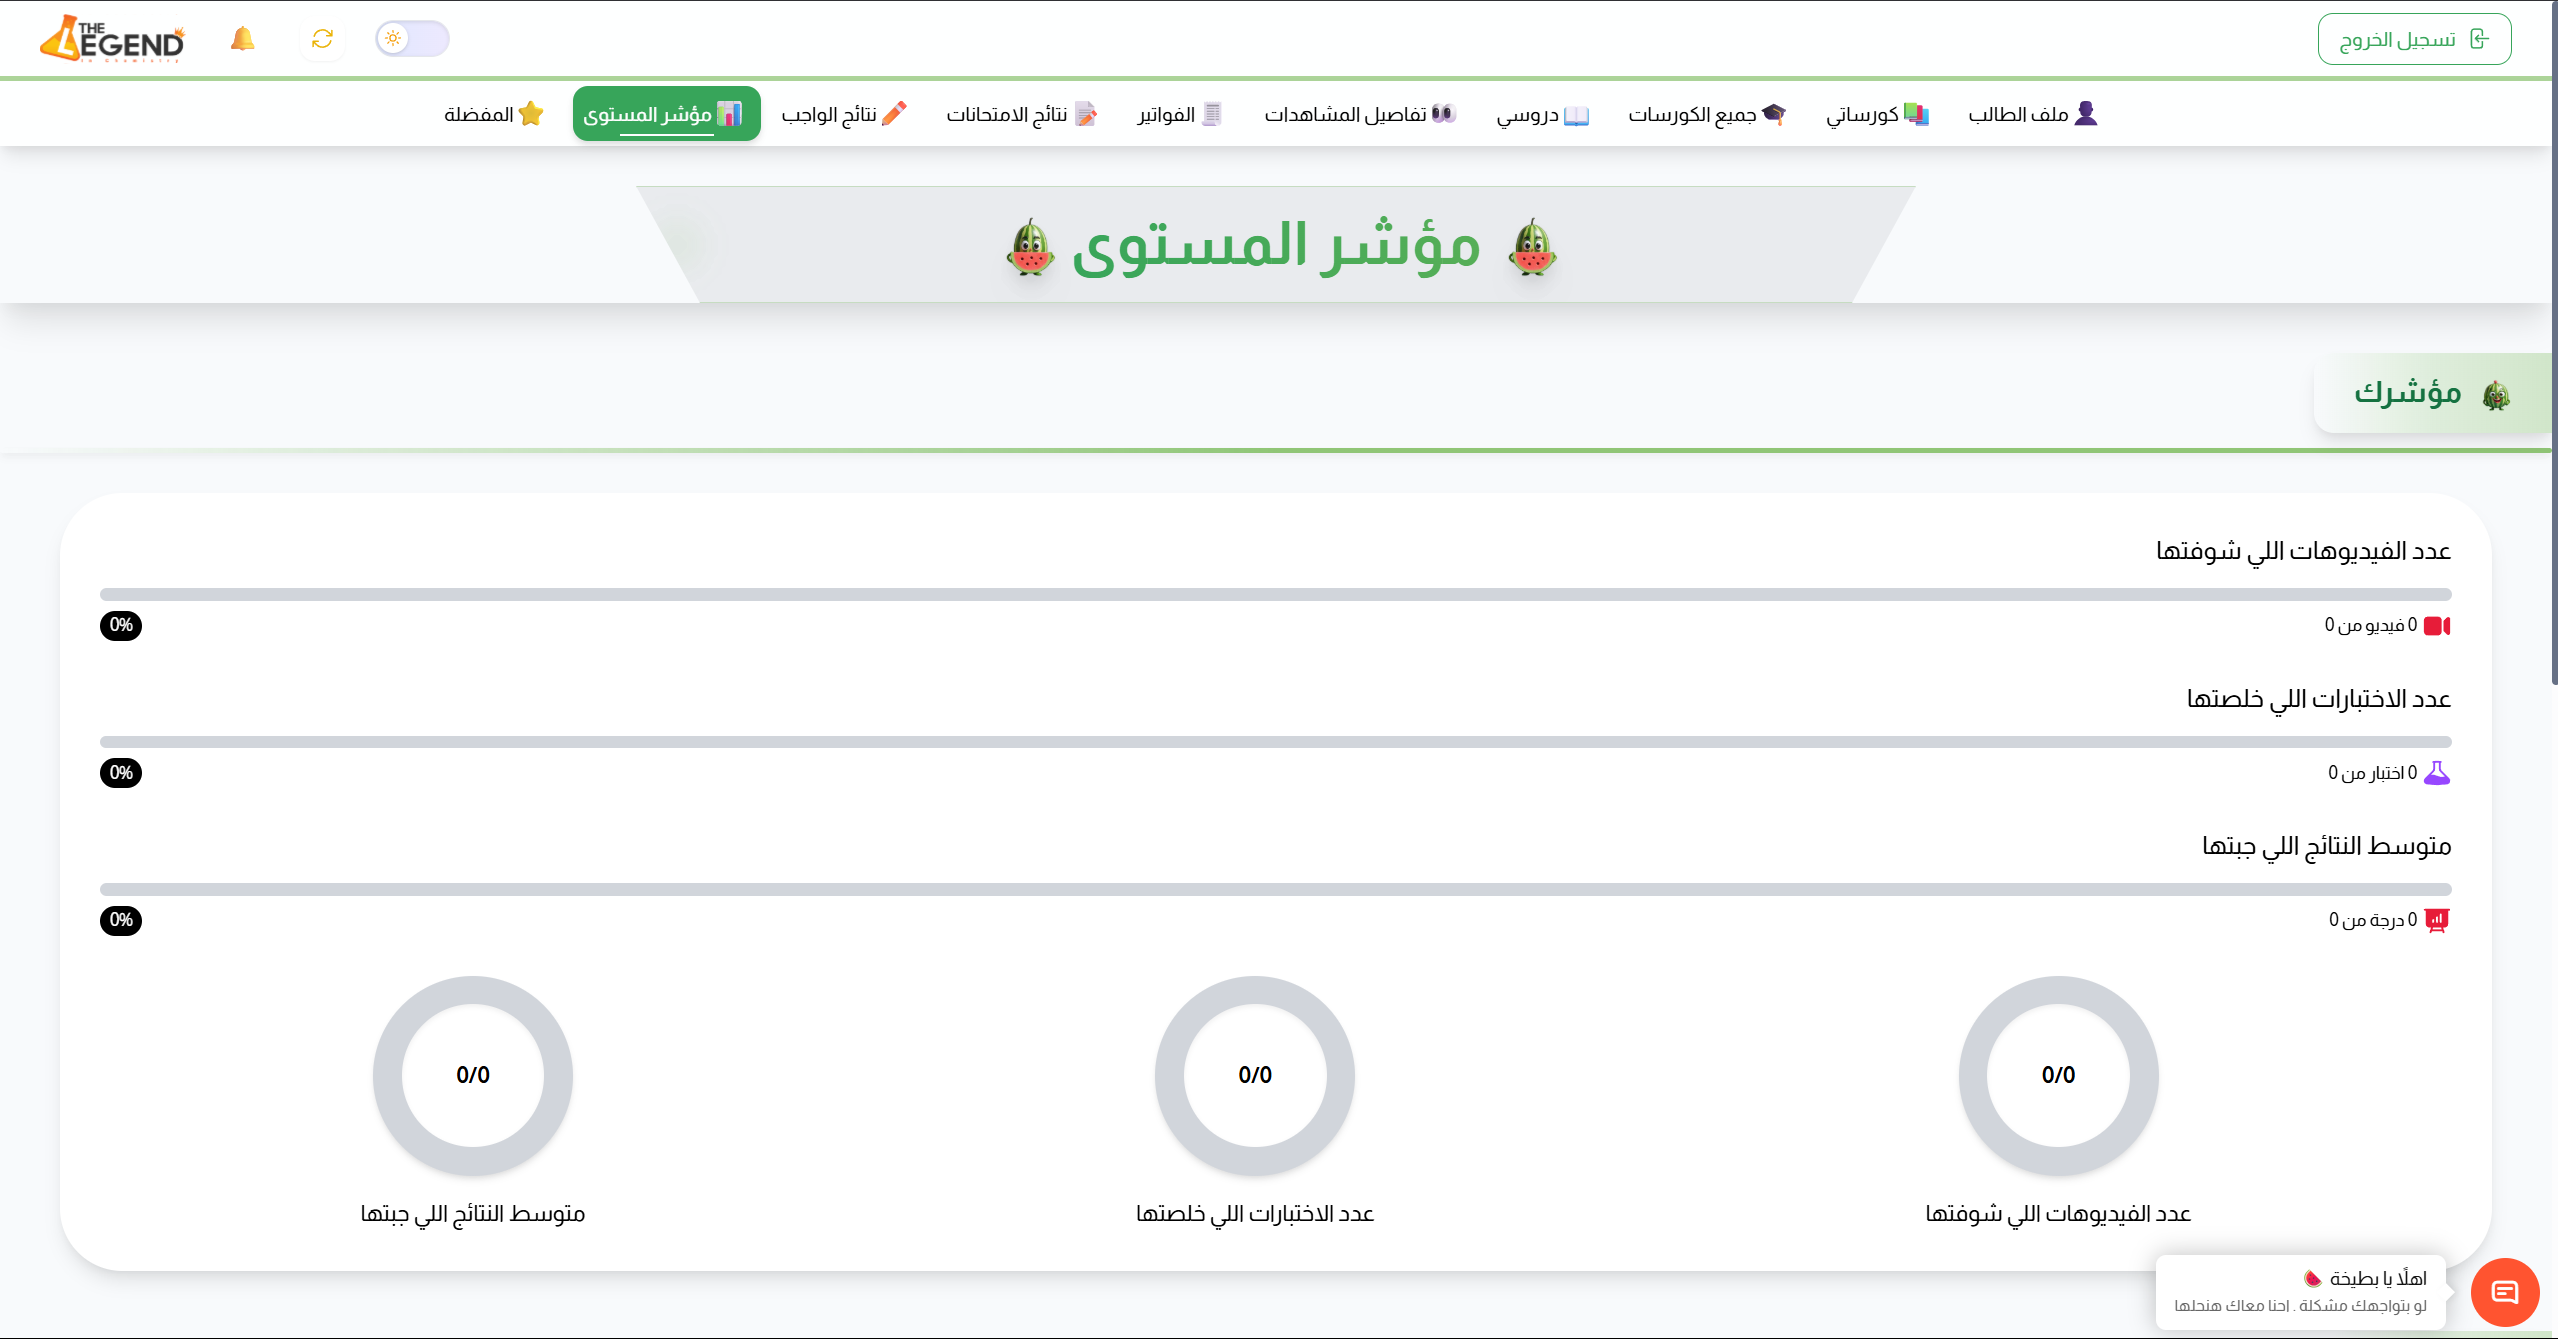 تسجيل الخروج
THE
LEGEND
In Chemistry
ملف الطالب
كورساتي
جميع الكورسات
دروسي
تفاصيل المشاهدات
الفواتير
نتائج الامتحانات
نتائج الواجب
مؤشر المستوى
المفضلة
مؤشر المستوى
مؤشرك
عدد الفيديوهات اللي شوفتها
0 فيديو من 0
0%
عدد الاختبارات اللي خلصتها
0 اختبار من 0
0%
متوسط النتائج اللي جبتها
0 درجة من 0
0%
0/0
عدد الفيديوهات اللي شوفتها
0/0
عدد الاختبارات اللي خلصتها
0/0
متوسط النتائج اللي جبتها
اهلًا يا بطيخة 🍉
لو بتواجهك مشكلة . احنا معاك هنحلها